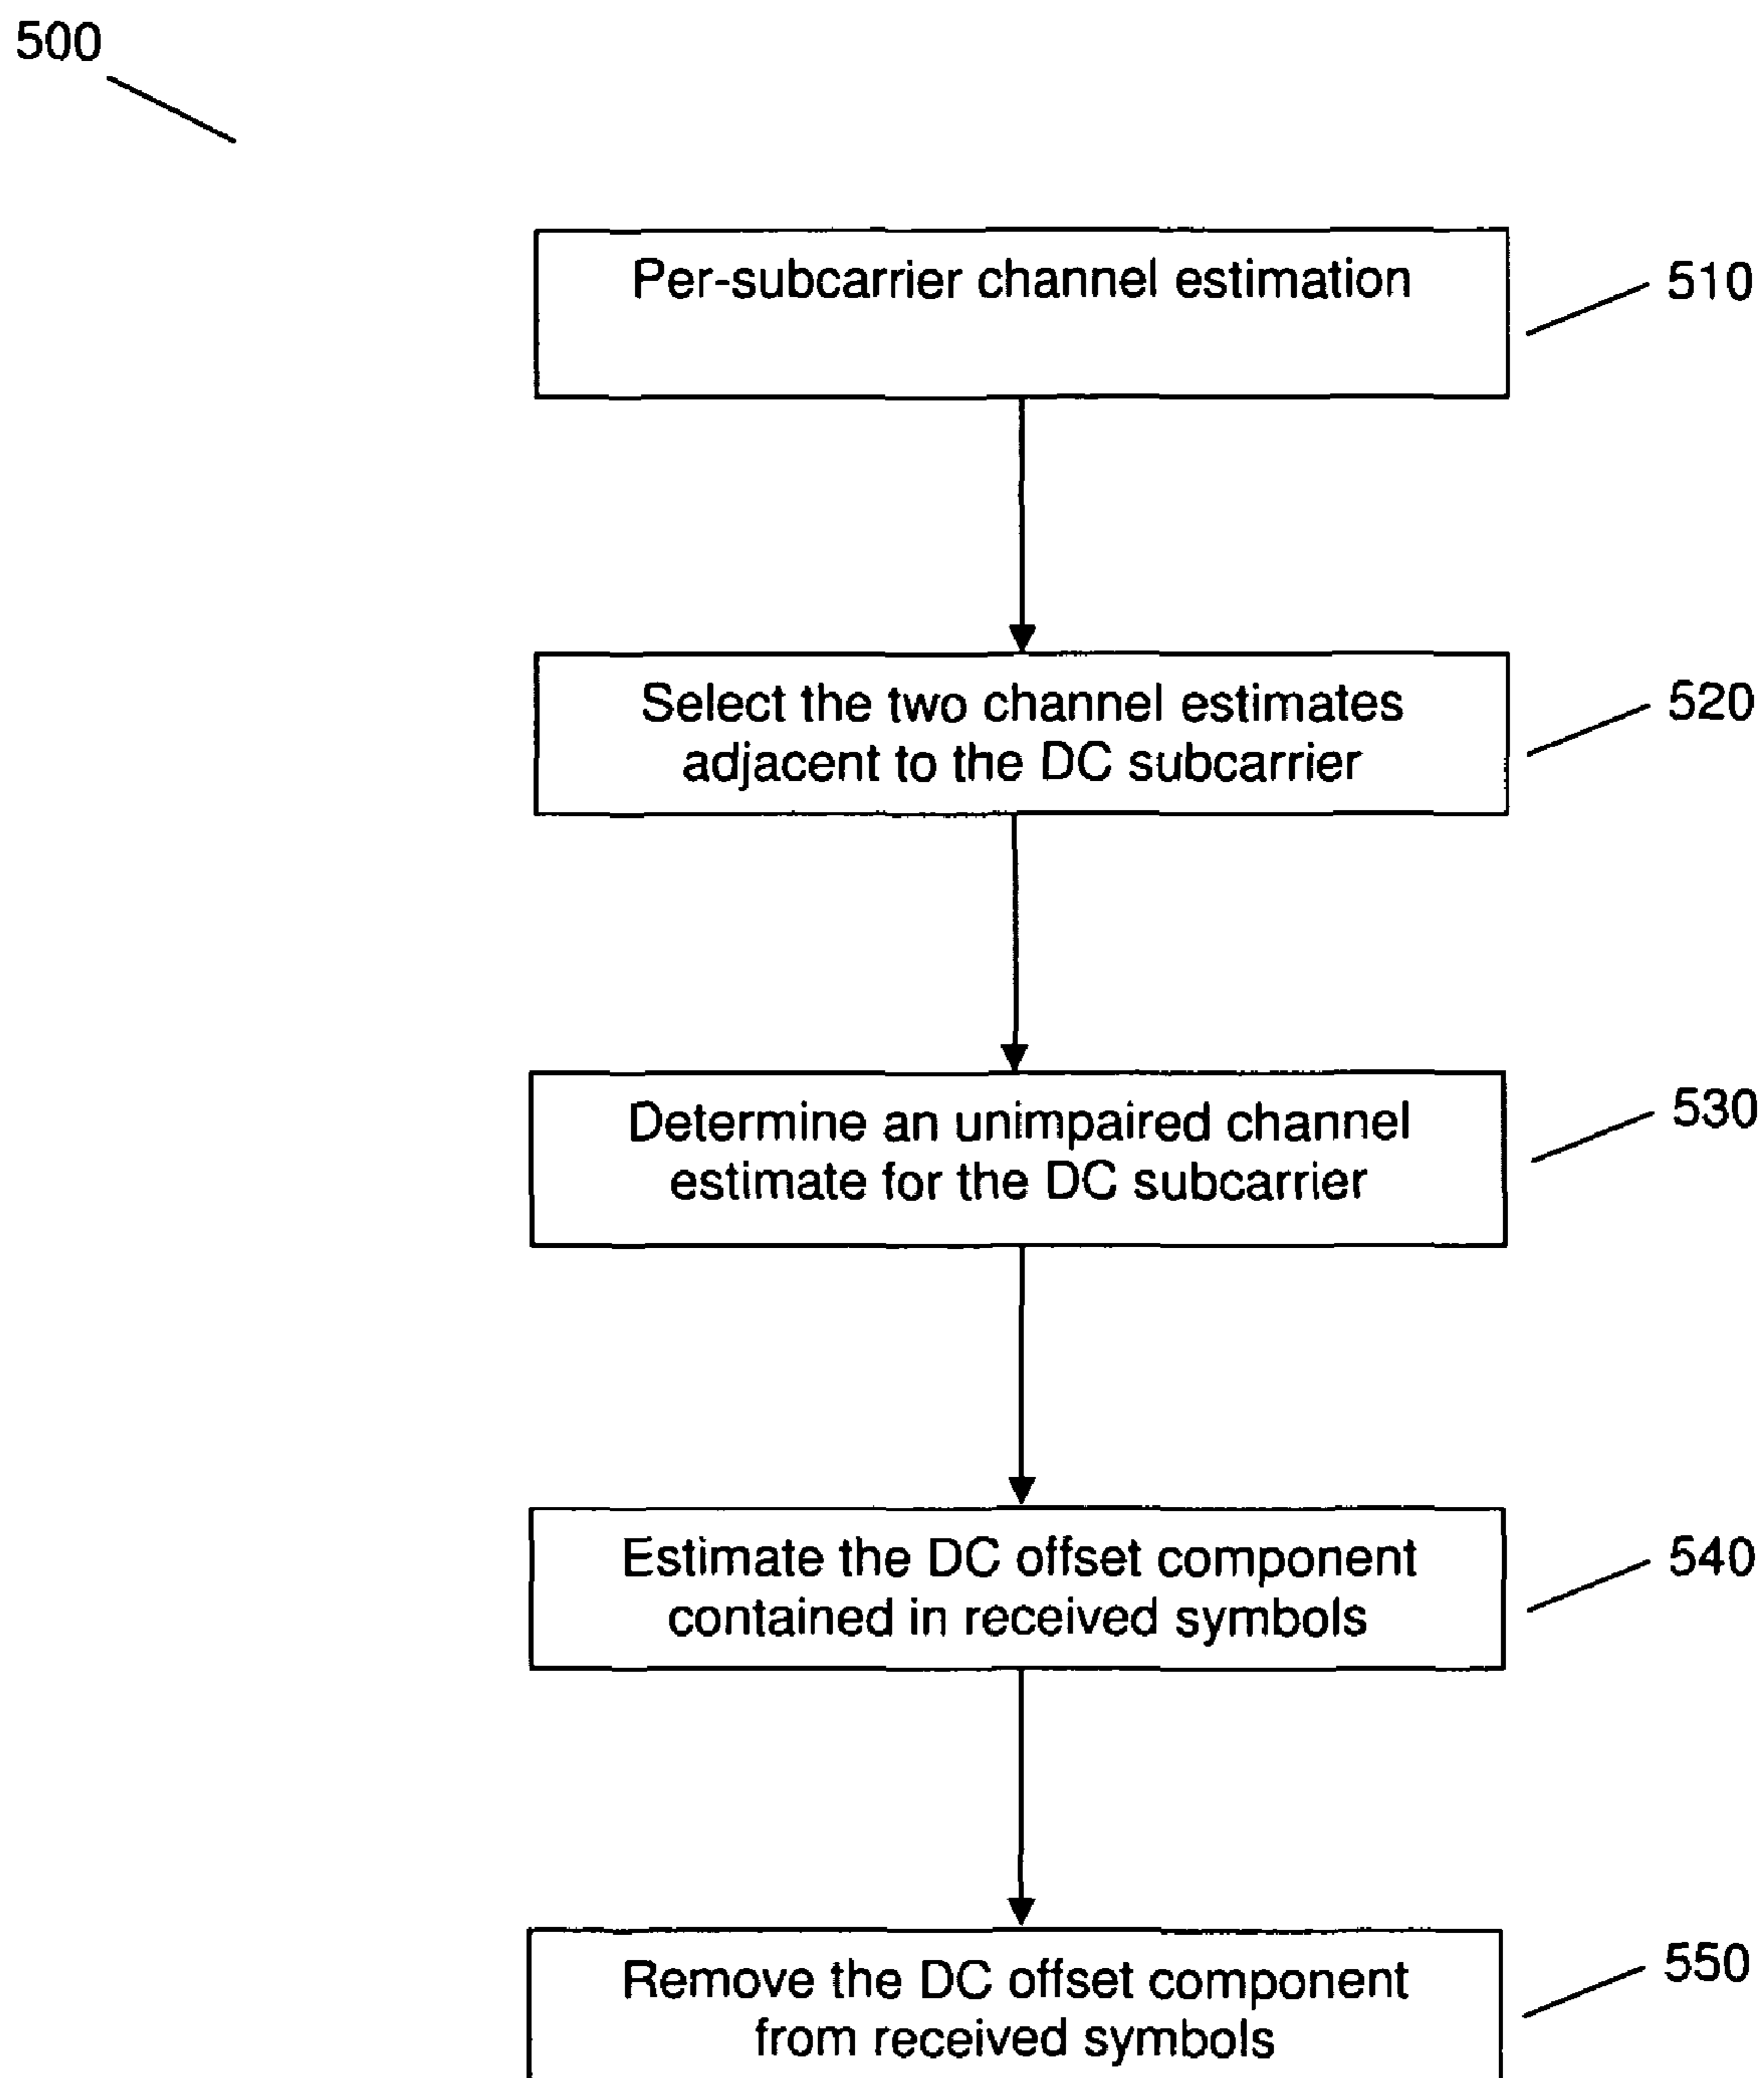 500
Per-subcarrier channel estimation
510
Select the two channel estimates
adjacent to the DC subcarrier
520
Determine an unimpaired channel
estimate for the DC subcarrier
530
Estimate the DC offset component
contained in received symbols
540
Remove the DC offset component
from received symbols
550